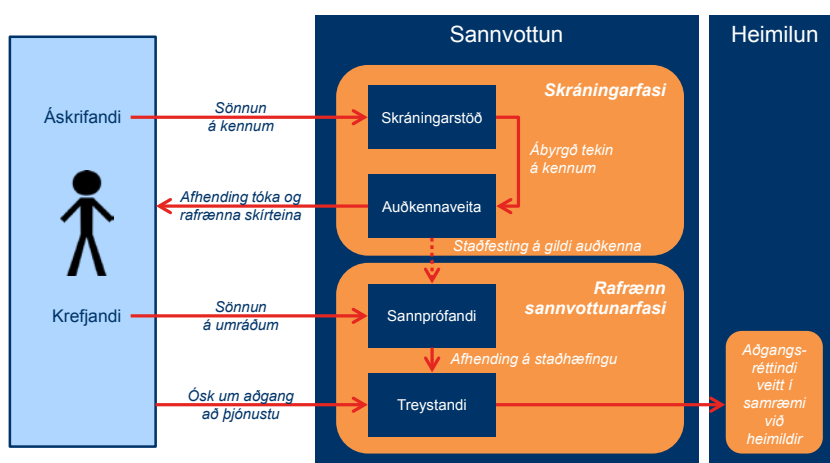 Sannvottun
Heimilun
Skráningarfasi
Áskrifandi
Sönnun
á kennum
Skráningarstöð
Ábyrgð tekin
á kennum
Afhending tóka og
rafrænna skírteina
Auðkennaveita
Staðfesting á gildi auðkenna
Rafrænn
sannvottunarfasi
Krefjandi
Sönnun
á umráðum
Sannprófandi
Afhending á staðhæfingu
Ósk um aðgang
að þjónustu
Treystandi
Aðgangs-
réttindi
veitt í
samræmi
við
heimildir